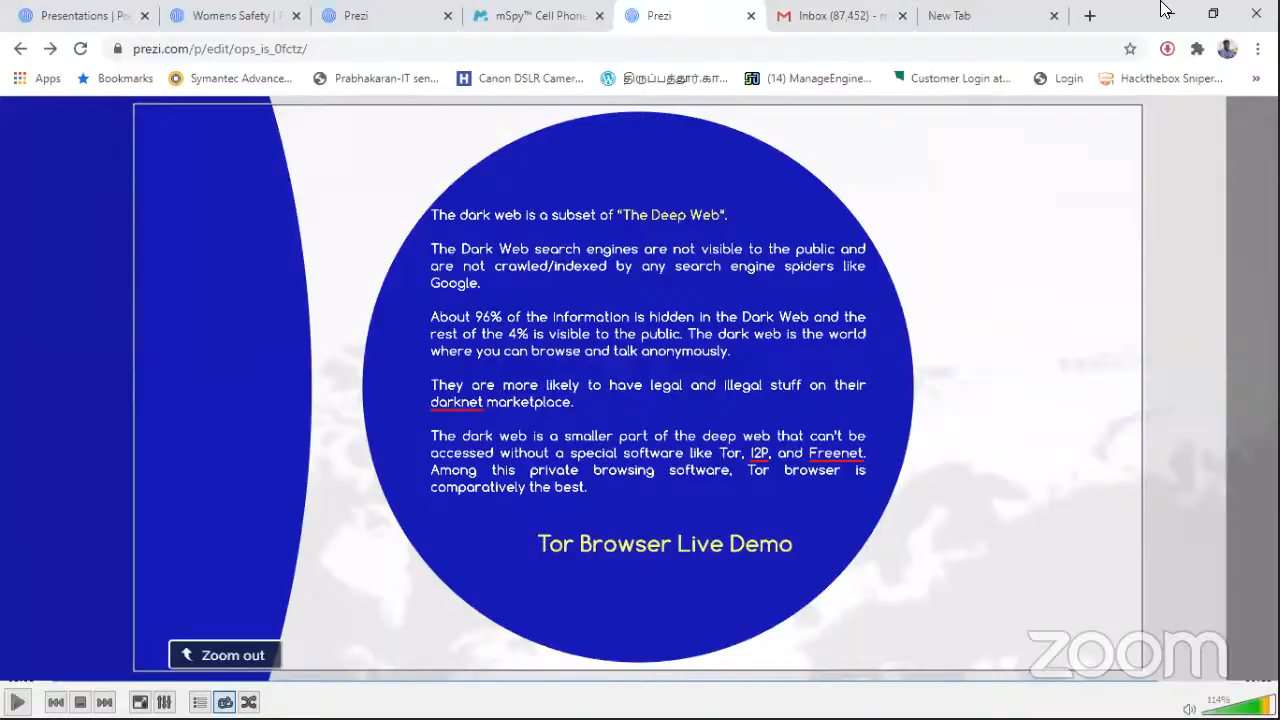 Presentations | Pr
Womens Safety | P
Prezi
mSpy™ Cell Phone
Prezi
Inbox (87,452) - m
New Tab
prezi.com/p/edit/ops_is_0fctz/
Apps
Bookmarks
Symantec Advance...
Prabhakaran-IT sen...
Canon DSLR Camer...
திருப்பத்தூர்.கா...
(14) ManageEngine...
Customer Login at...
Login
Hackthebox Sniper...
The dark web is a subset of "The Deep Web".
The Dark Web search engines are not visible to the public and
are not crawled/indexed by any search engine spiders like
Google.
About 96% of the information is hidden in the Dark Web and the
rest of the 4% is visible to the public. The dark web is the world
where you can browse and talk anonymously.
They are more likely to have legal and illegal stuff on their
darknet marketplace.
The dark web is a smaller part of the deep web that can't be
accessed without a special software like Tor, I2P, and Freenet.
Among this private browsing software, Tor browser is
comparatively the best.
Tor Browser Live Demo
Zoom out
zoom
114%